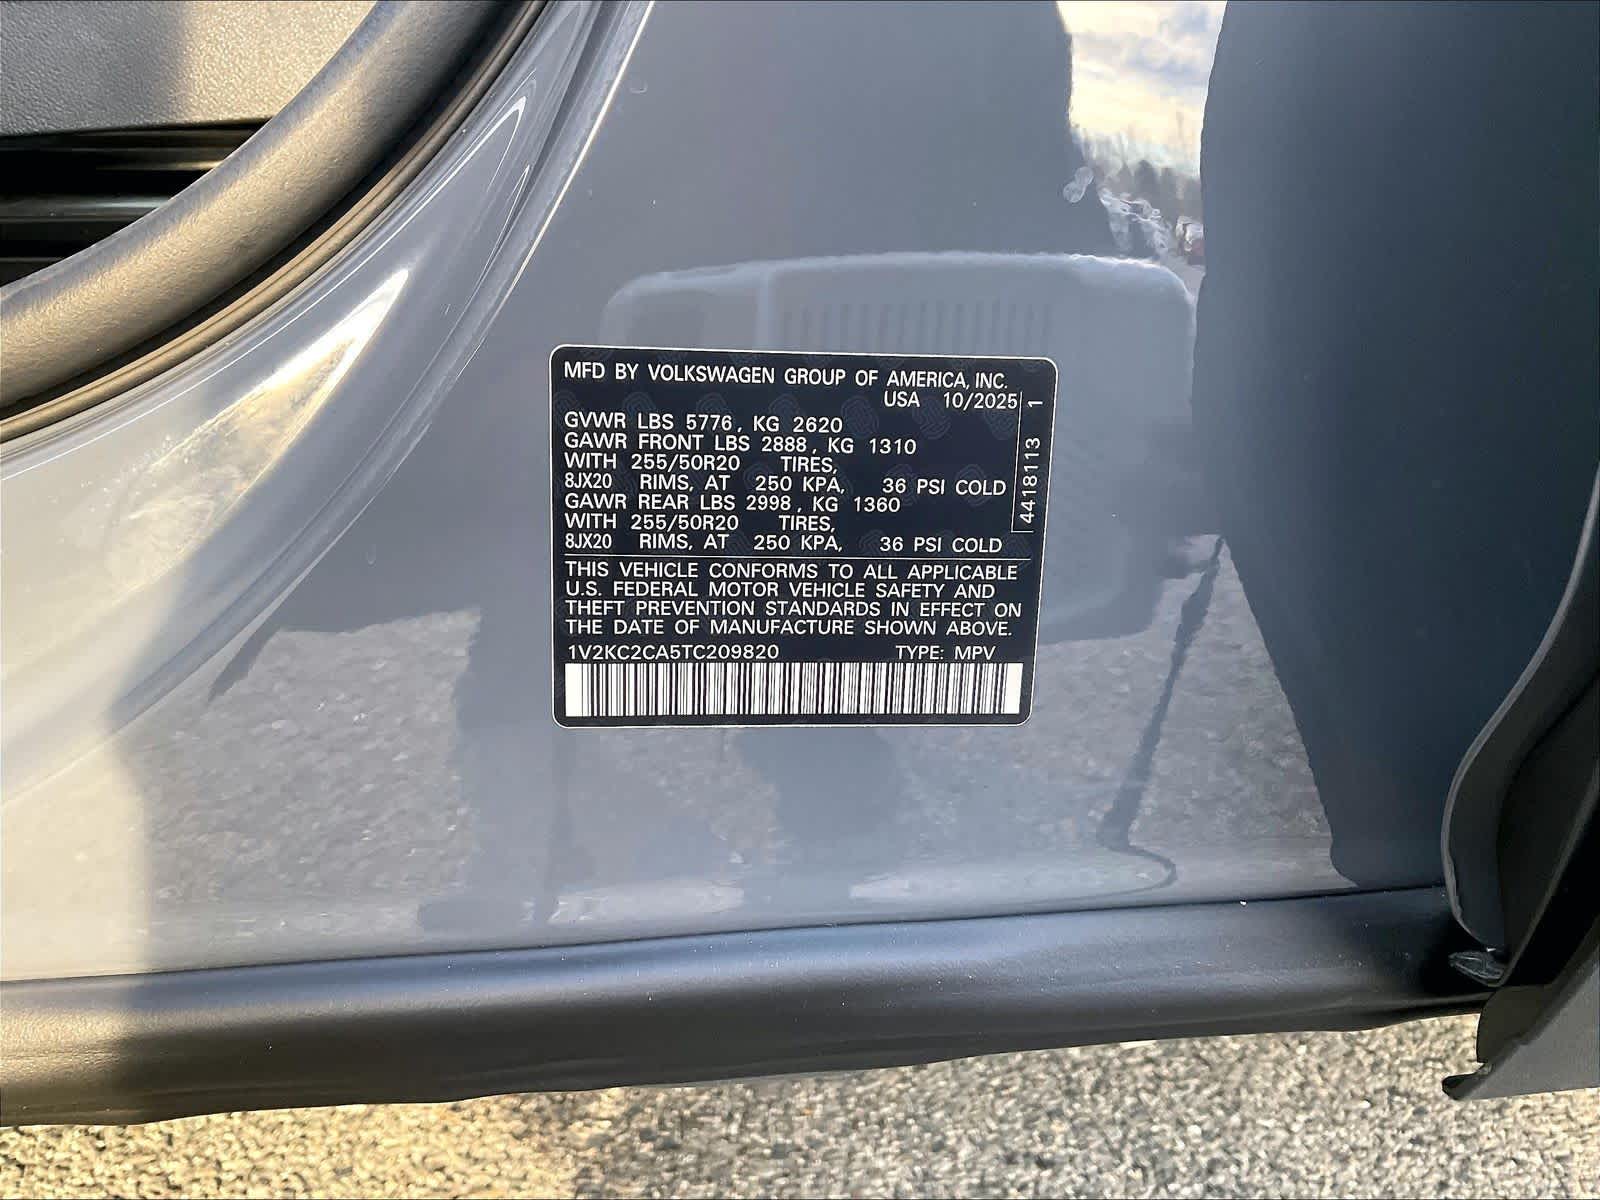 MFD BY VOLKSWAGEN GROUP OF AMERICA, INC.
USA 10/2025
GVWR LBS 5776, KG 2620
GAWR FRONT LBS 2888, KG 1310
WITH 255/50R20 TIRES,
8JX20 RIMS, AT 250 KPA, 36 PSI COLD
GAWR REAR LBS 2998, KG 1360
WITH 255/50R20 TIRES,
8JX20 RIMS, AT 250 KPA, 36 PSI COLD
4418113 1
THIS VEHICLE CONFORMS TO ALL APPLICABLE
U.S. FEDERAL MOTOR VEHICLE SAFETY AND
THEFT PREVENTION STANDARDS IN EFFECT ON
THE DATE OF MANUFACTURE SHOWN ABOVE.
1V2KC2CA5TC209820 TYPE: MPV